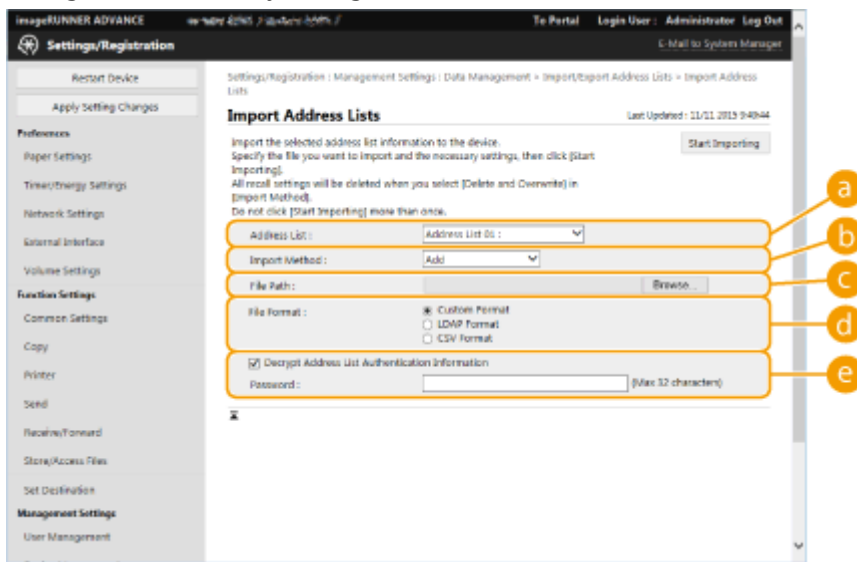 imageRUNNER ADVANCE
To Portal
Login User : Administrator
Log Out
Settings/Registration
E-Mail to System Manager
Restart Device
Apply Setting Changes
Preferences
Paper Settings
Timer/Energy Settings
Network Settings
External Interface
Volume Settings
Function Settings
Common Settings
Copy
Printer
Send
Receive/Forward
Store/Access Files
Set Destination
Management Settings
User Management
Settings/Registration : Management Settings : Data Management > Import/Export Address Lists > Import Address
Lists
Import Address Lists
Last Updated : 11/11 2015 9:49:44
Import the selected address list information to the device.
Specify the file you want to import and the necessary settings, then click [Start
Importing].
All recall settings will be deleted when you select [Delete and Overwrite] in
[Import Method].
Do not click [Start Importing] more than once.
Start Importing
Address List :
Address List 01 :
a
Import Method :
Add
b
File Path :
Browse...
c
File Format :
Custom Format
LDAP Format
CSV Format
d
Decrypt Address List Authentication Information
Password :
(Max 32 characters)
e